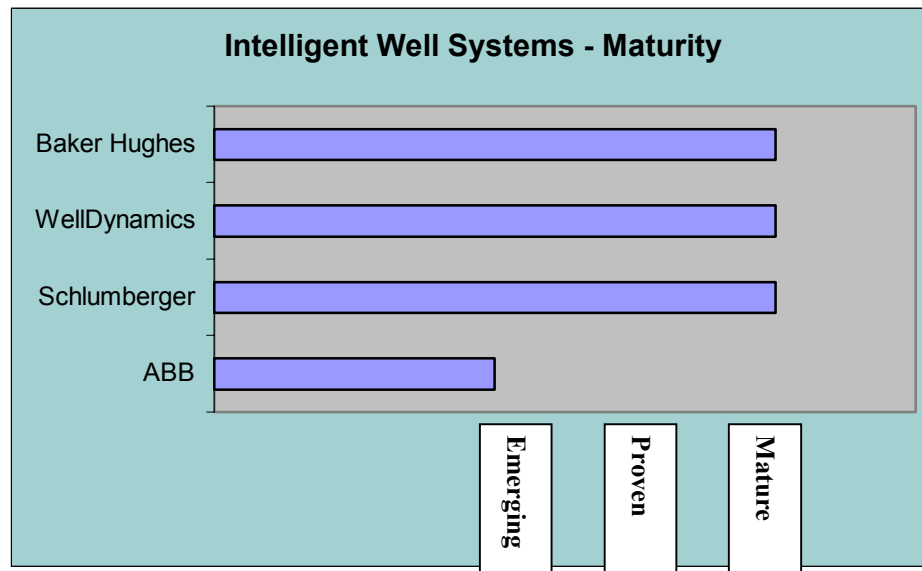 Intelligent Well Systems - Maturity
Baker Hughes
WellDynamics
Schlumberger
ABB
Emerging
Proven
Mature